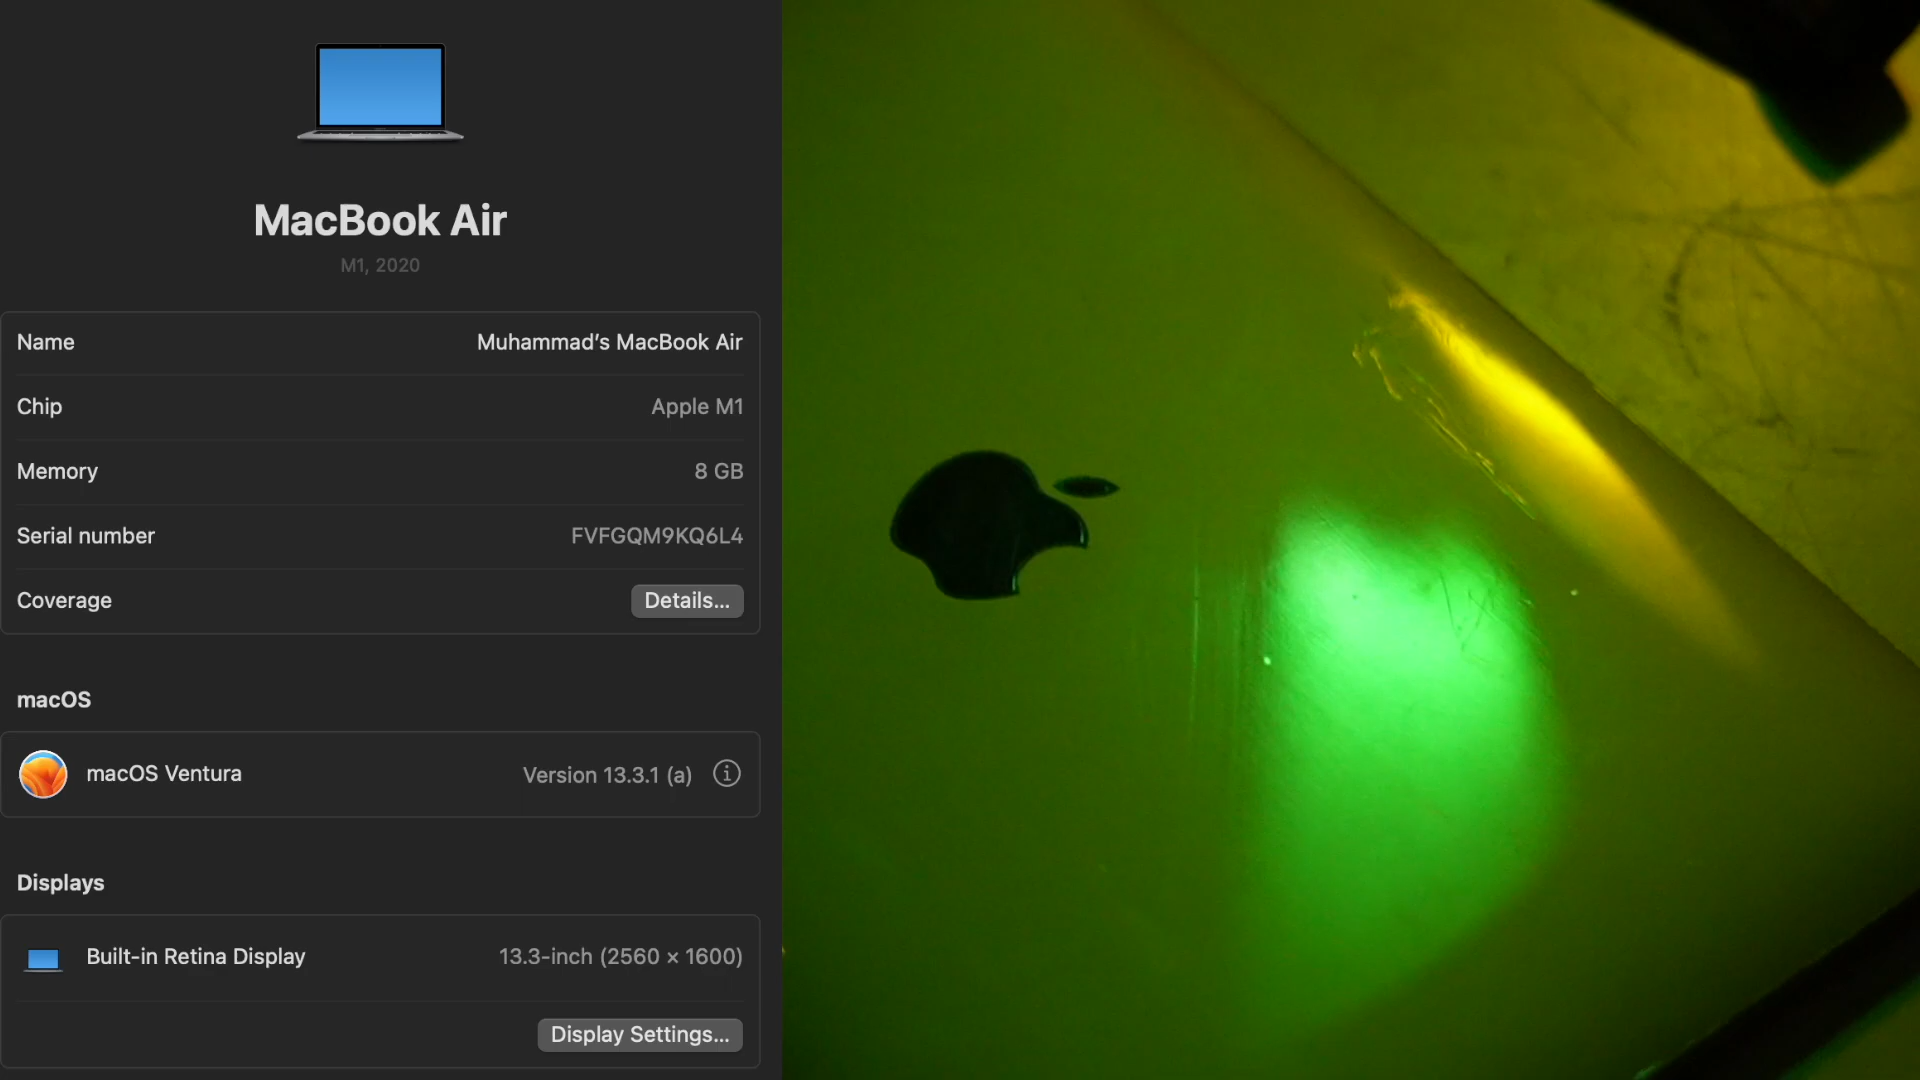 MacBook Air
M1, 2020
Name Muhammad’s MacBook Air
Chip Apple M1
Memory 8 GB
Serial number FVFGQM9KQ6L4
Coverage Details...
macOS
macOS Ventura Version 13.3.1 (a)
Displays
Built-in Retina Display 13.3-inch (2560 × 1600)
Display Settings...